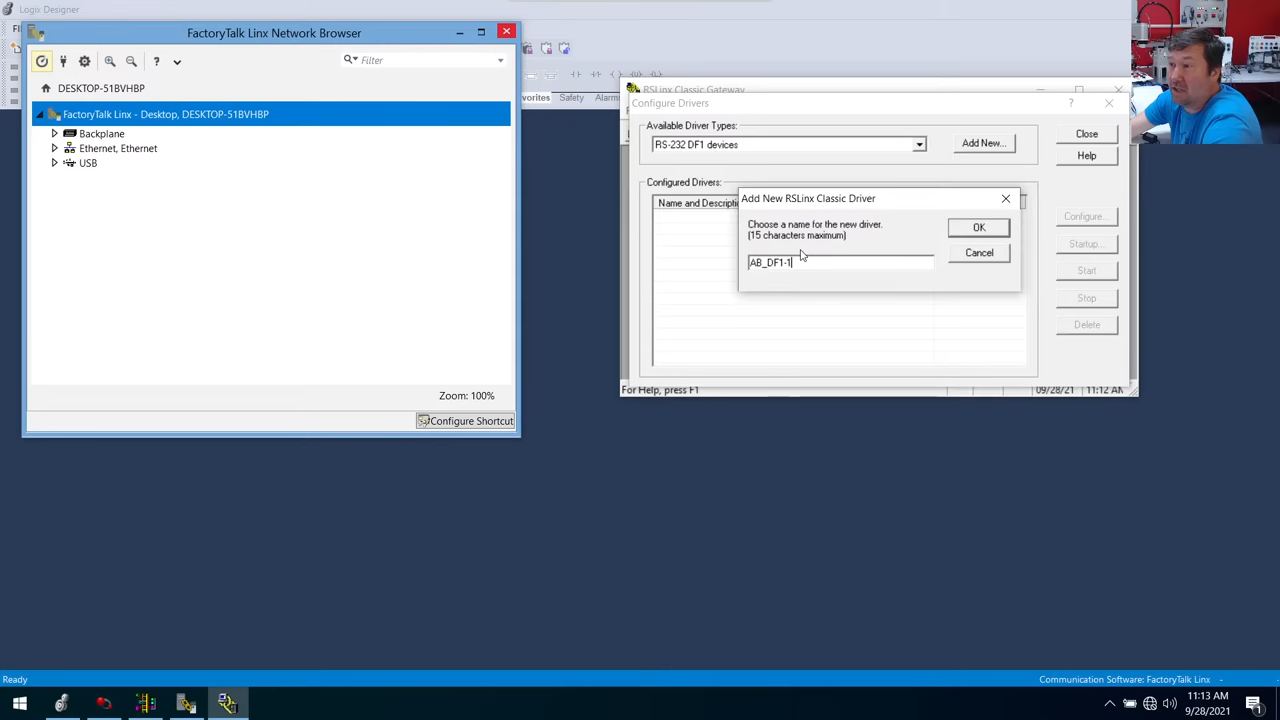 Logix Designer
FactoryTalk Linx Network Browser
Filter
DESKTOP-51BVHBP
FactoryTalk Linx - Desktop, DESKTOP-51BVHBP
Backplane
Ethernet, Ethernet
USB
Zoom: 100%
Configure Shortcut
vorites Safety Alarm
RSLinx Classic Gateway
Configure Drivers
Available Driver Types:
RS-232 DF1 devices
Add New...
Close
Help
Configured Drivers:
Name and Descripti
Add New RSLinx Classic Driver
Choose a name for the new driver.
(15 characters maximum)
AB_DF1-1
OK
Cancel
Configure...
Startup...
Start
Stop
Delete
For Help, press F1
09/28/21
11:12 AM
Ready
Communication Software: FactoryTalk Linx
11:13 AM
9/28/2021
1